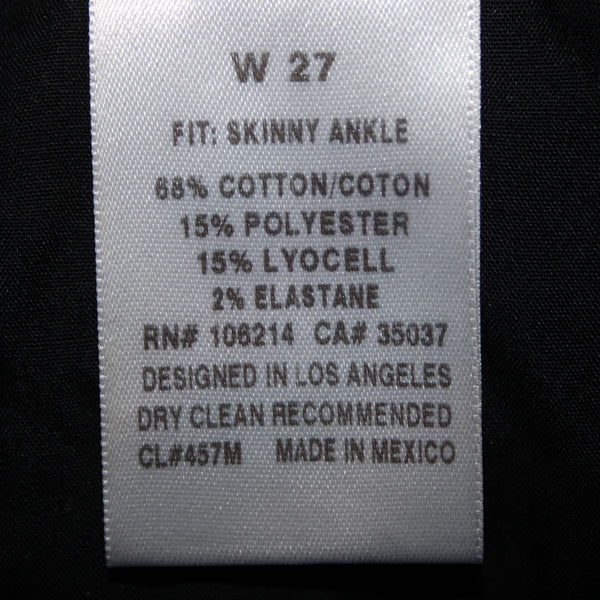 W 27
FIT: SKINNY ANKLE
68% COTTON/COTON
15% POLYESTER
15% LYOCELL
2% ELASTANE
RN# 106214 CA# 35037
DESIGNED IN LOS ANGELES
DRY CLEAN RECOMMENDED
CL#457M MADE IN MEXICO